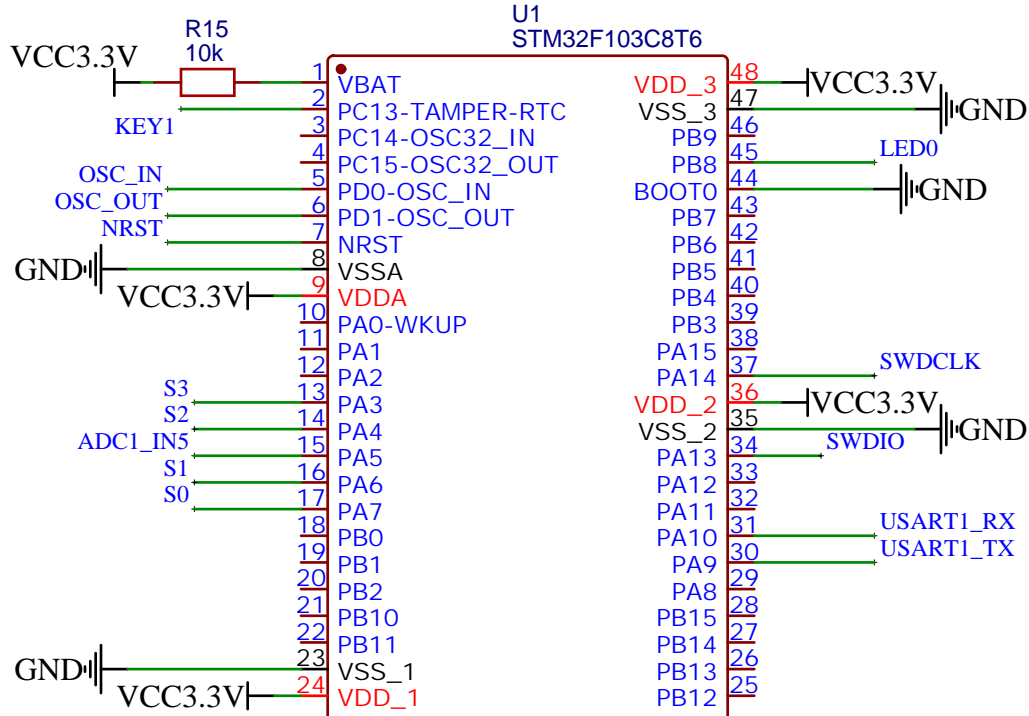 U1
STM32F103C8T6
R15
10k
VCC3.3V
1 VBAT
KEY1
2 PC13-TAMPER-RTC
3 PC14-OSC32_IN
4 PC15-OSC32_OUT
OSC_IN 5 PD0-OSC_IN
OSC_OUT 6 PD1-OSC_OUT
NRST 7 NRST
GND 8 VSSA
VCC3.3V 9 VDDA
10 PA0-WKUP
11 PA1
12 PA2
S3 13 PA3
S2 14 PA4
ADC1_IN5 15 PA5
S1 16 PA6
S0 17 PA7
18 PB0
19 PB1
20 PB2
21 PB10
22 PB11
GND 23 VSS_1
VCC3.3V 24 VDD_1
VDD_3 48 VCC3.3V
VSS_3 47 GND
PB9 46
PB8 45 LED0
BOOT0 44 GND
PB7 43
PB6 42
PB5 41
PB4 40
PB3 39
PA15 38
PA14 37 SWDCLK
VDD_2 36 VCC3.3V
VSS_2 35 GND
PA13 34 SWDIO
PA12 33
PA11 32
PA10 31 USART1_RX
PA9 30 USART1_TX
PA8 29
PB15 28
PB14 27
PB13 26
PB12 25